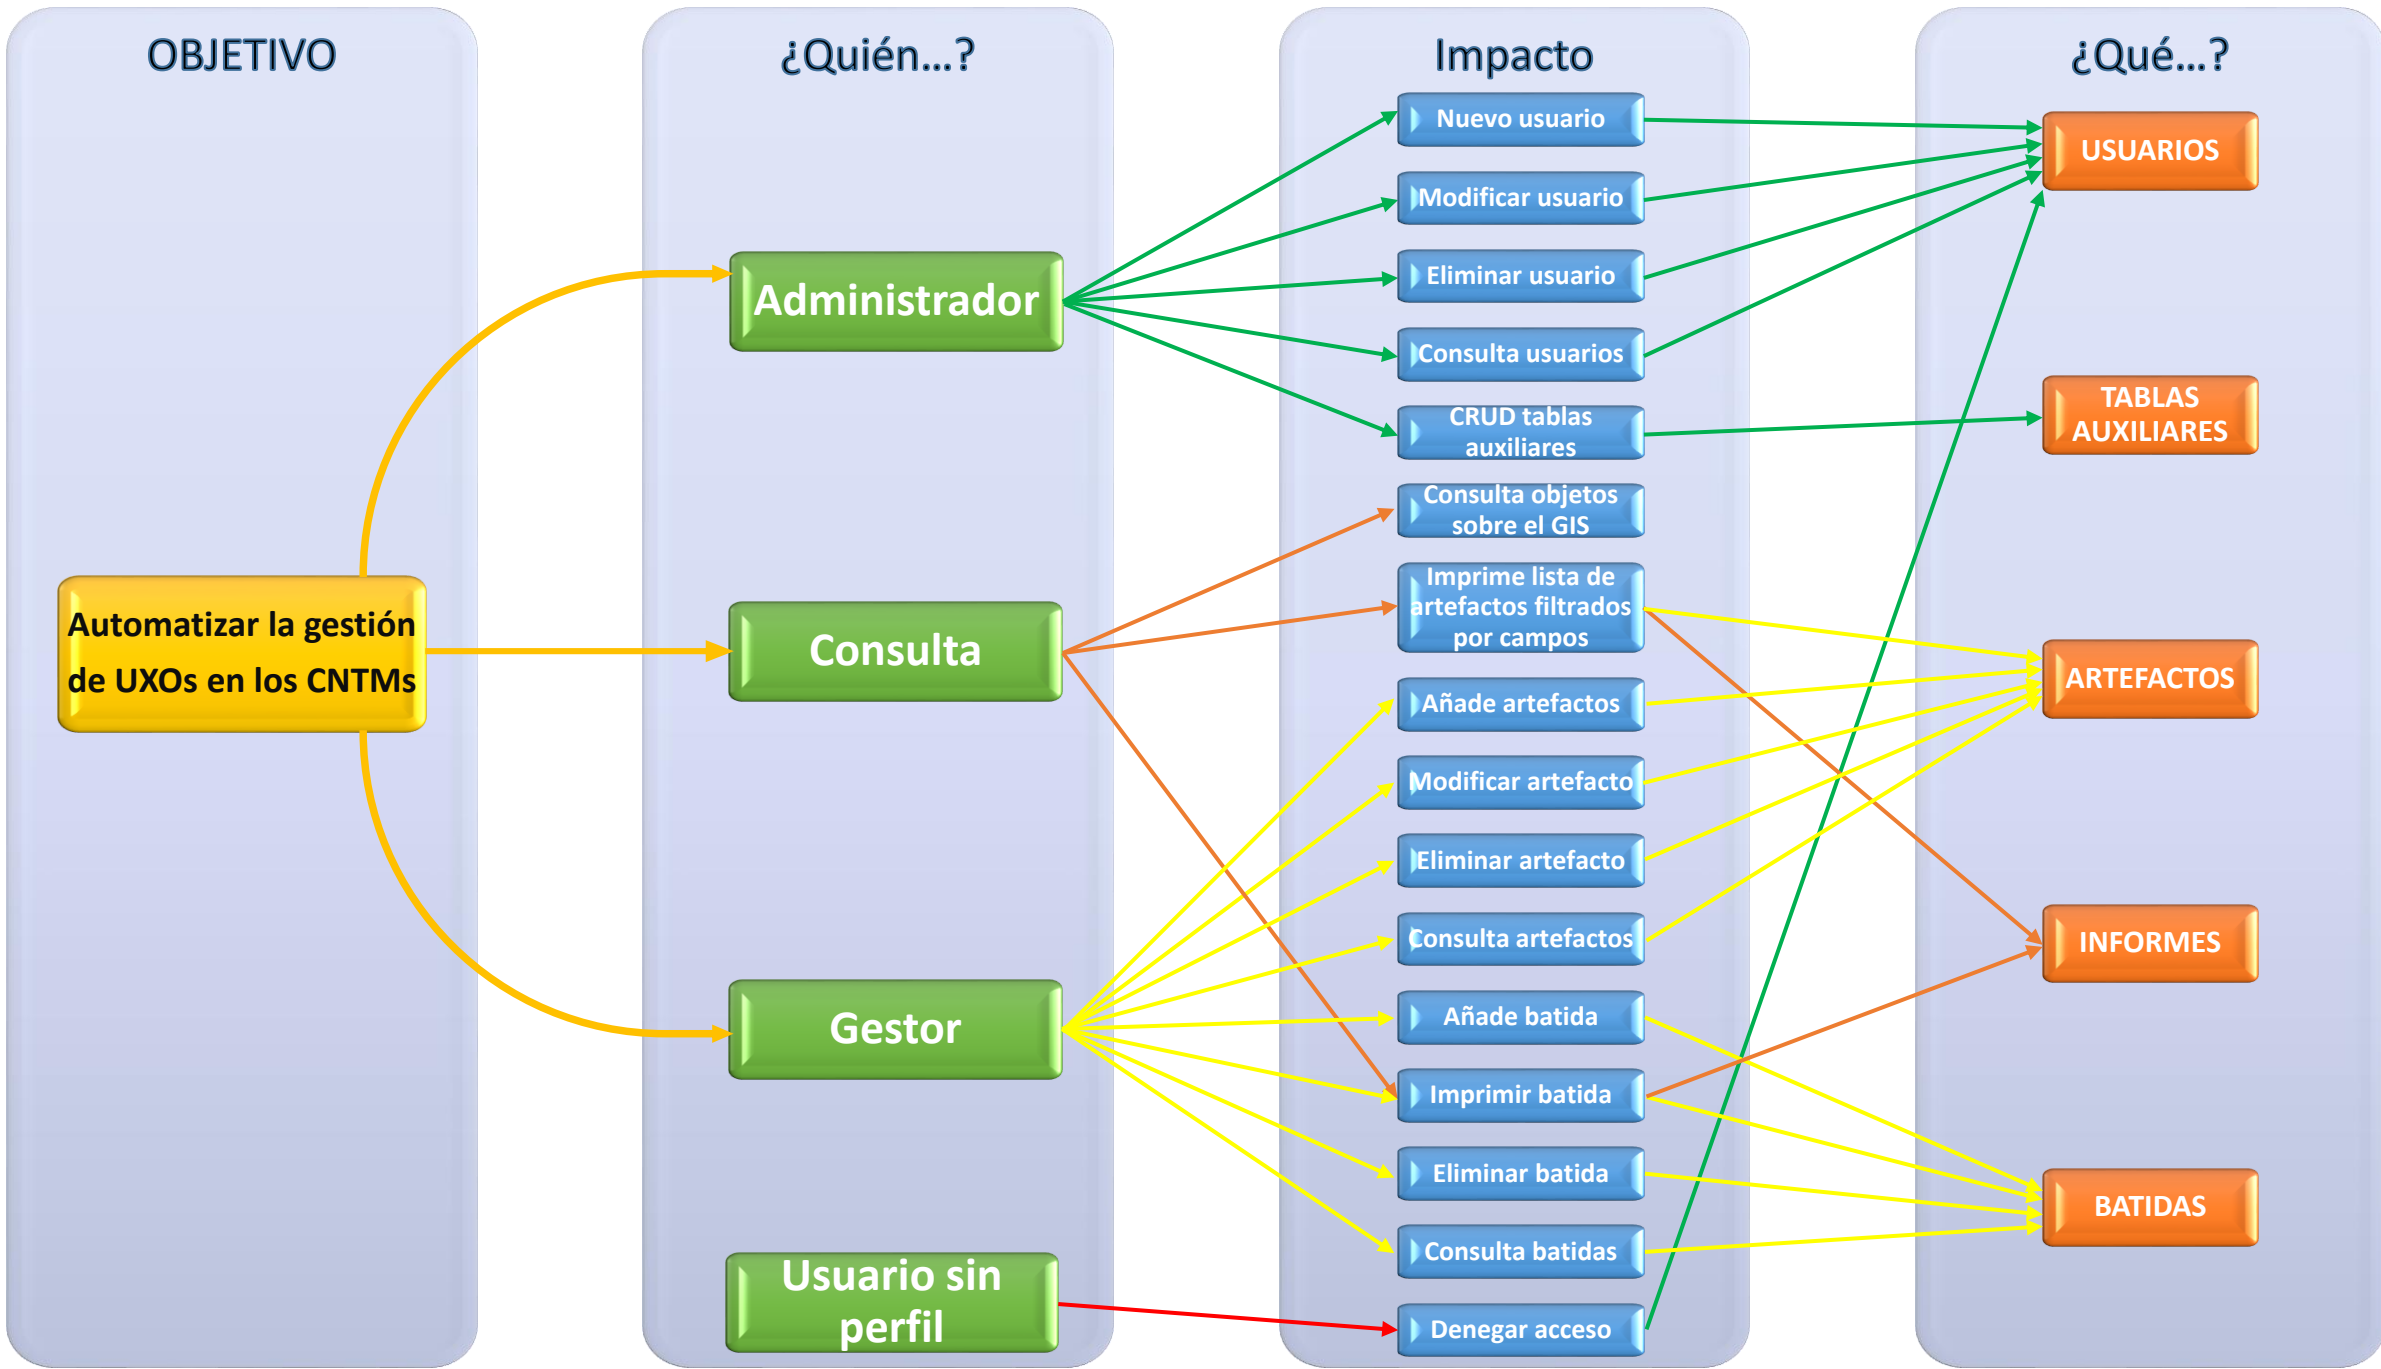 OBJETIVO
Automatizar la gestión
de UXOs en los CNTMs
¿Quién...?
Administrador
Consulta
Gestor
Usuario sin
perfil
Impacto
Nuevo usuario
Modificar usuario
Eliminar usuario
Consulta usuarios
CRUD tablas
auxiliares
Consulta objetos
sobre el GIS
Imprime lista de
artefactos filtrados
por campos
Añade artefactos
Modificar artefacto
Eliminar artefacto
Consulta artefactos
Añade batida
Imprimir batida
Eliminar batida
Consulta batidas
Denegar acceso
¿Qué...?
USUARIOS
TABLAS
AUXILIARES
ARTEFACTOS
INFORMES
BATIDAS